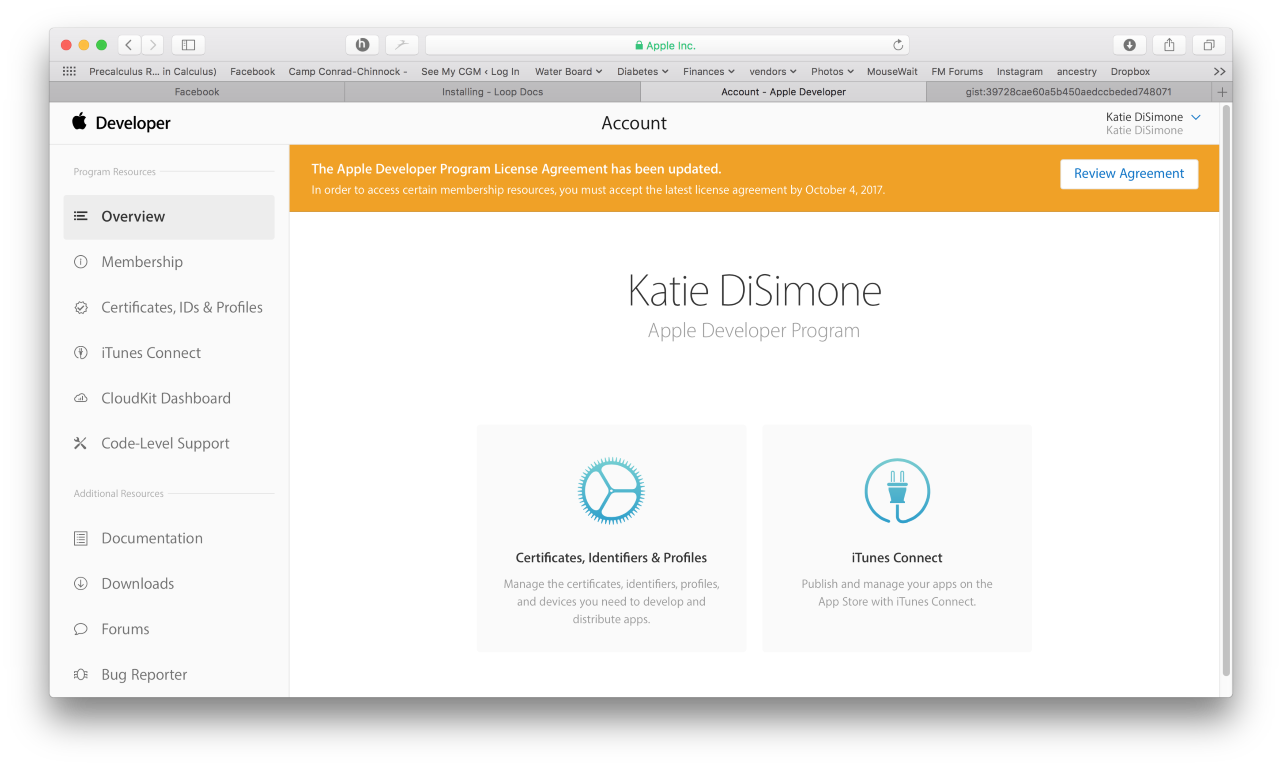 Apple Inc.
Precalculus R... in Calculus) Facebook Camp Conrad-Chinnock - See My CGM ‹ Log In Water Board Diabetes Finances vendors Photos MouseWait FM Forums Instagram ancestry Dropbox
Facebook Installing - Loop Docs Account - Apple Developer gist:39728cae60a5b450aedccbeded748071
Developer
Account
Katie DiSimone
Katie DiSimone
Program Resources
Overview
Membership
Certificates, IDs & Profiles
iTunes Connect
CloudKit Dashboard
Code-Level Support
Additional Resources
Documentation
Downloads
Forums
Bug Reporter
The Apple Developer Program License Agreement has been updated.
In order to access certain membership resources, you must accept the latest license agreement by October 4, 2017.
Review Agreement
Katie DiSimone
Apple Developer Program
Certificates, Identifiers & Profiles
Manage the certificates, identifiers, profiles,
and devices you need to develop and
distribute apps.
iTunes Connect
Publish and manage your apps on the
App Store with iTunes Connect.